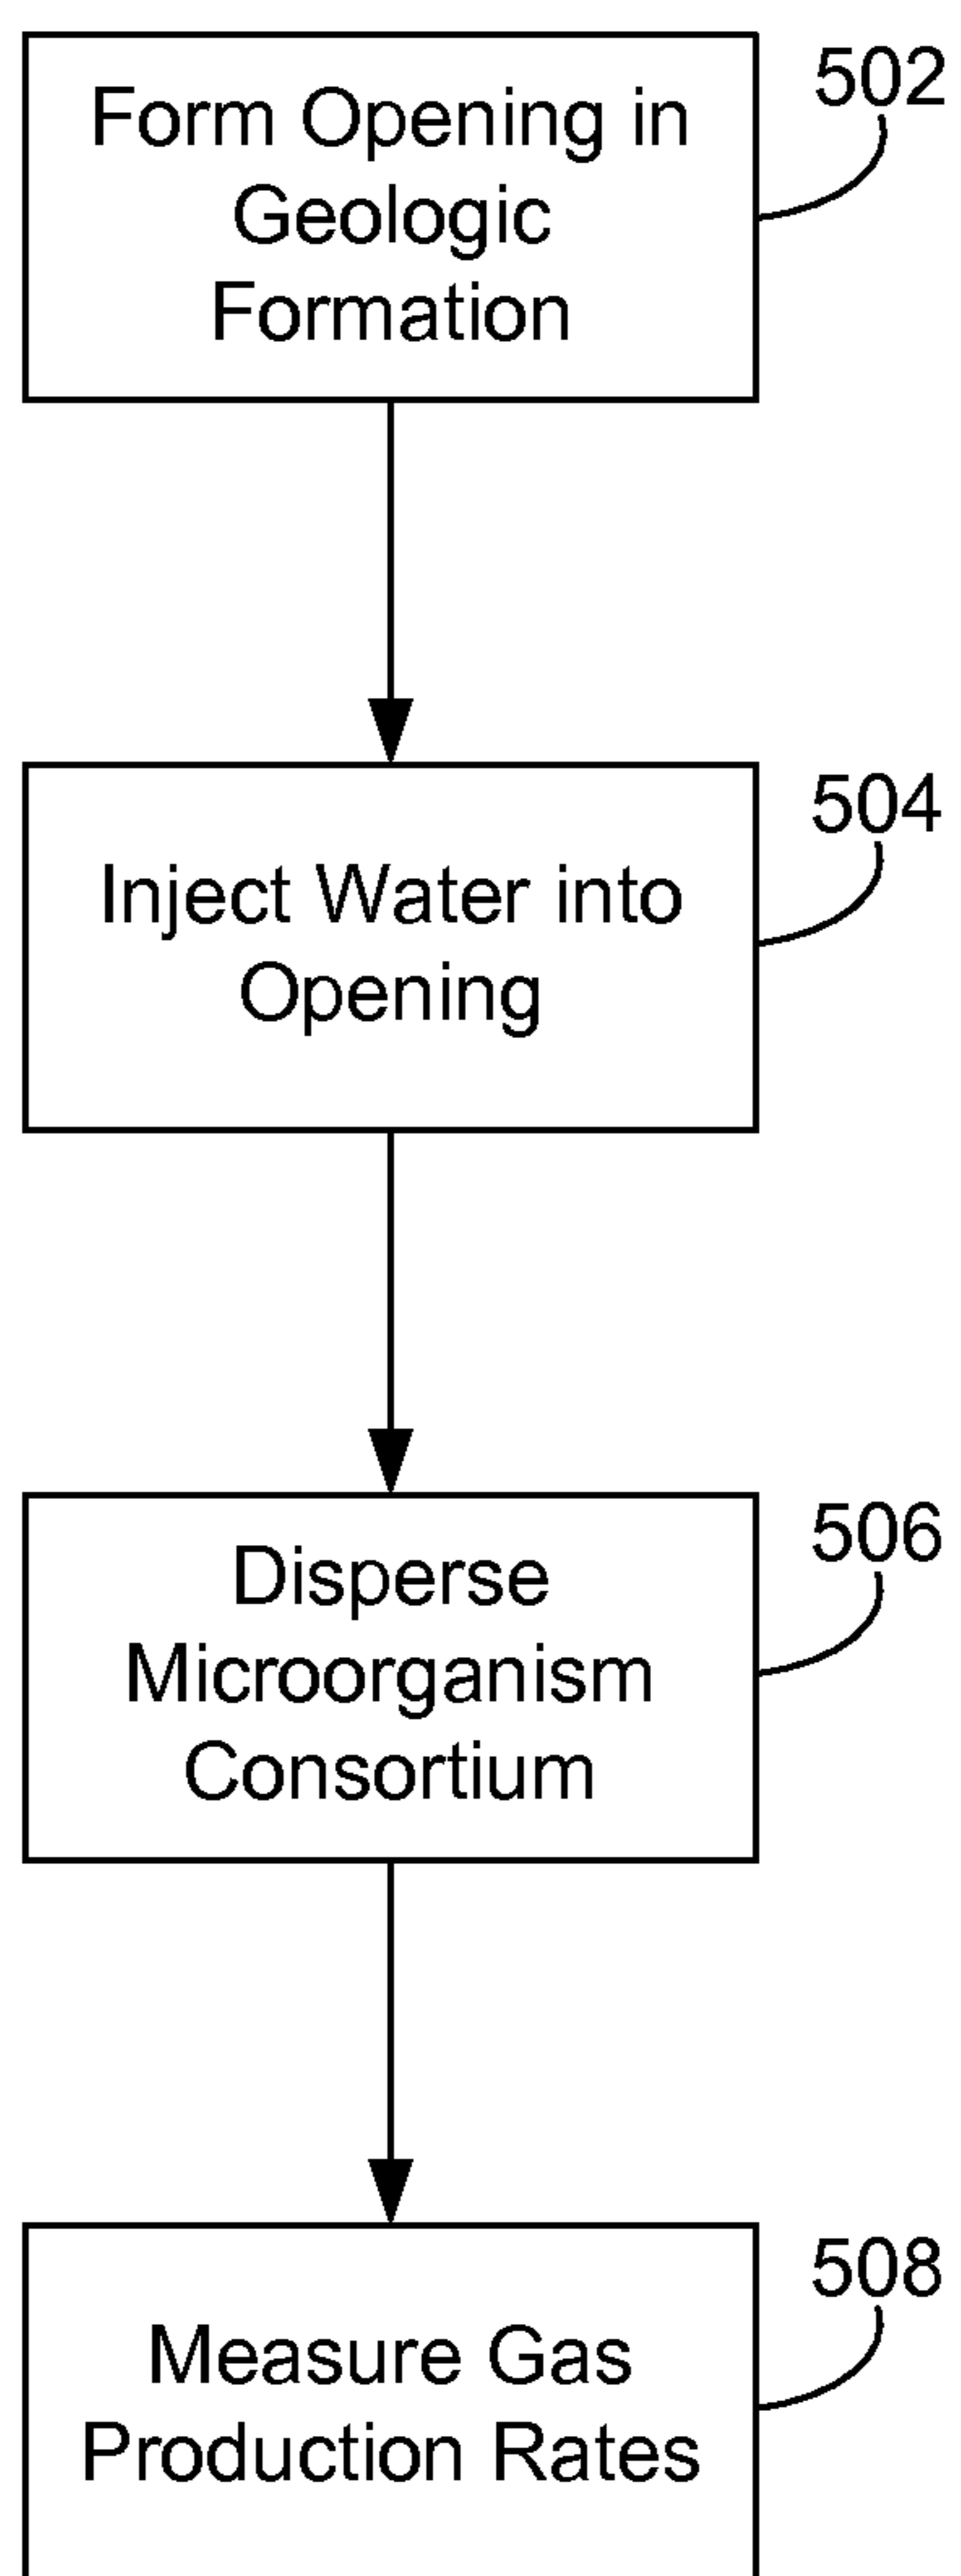 Form Opening in
Geologic
Formation
502
Inject Water into
Opening
504
Disperse
Microorganism
Consortium
506
Measure Gas
Production Rates
508